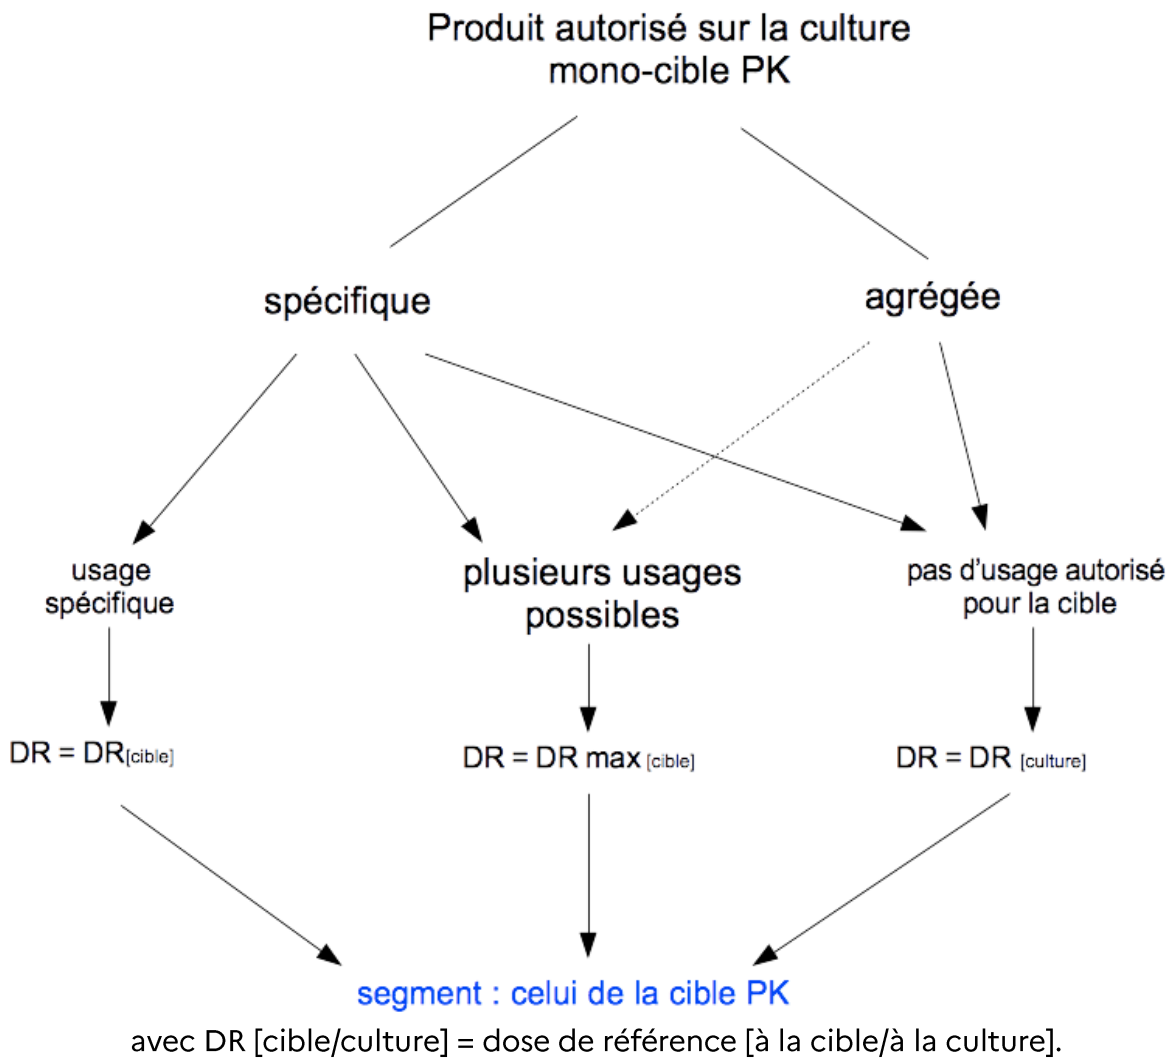 Produit autorisé sur la culture
mono-cible PK
spécifique
agrégée
usage
spécifique
plusieurs usages
possibles
pas d'usage autorisé
pour la cible
DR = DR[cible]
DR = DR max [cible]
DR = DR [culture]
segment : celui de la cible PK
avec DR [cible/culture] = dose de référence [à la cible/à la culture].